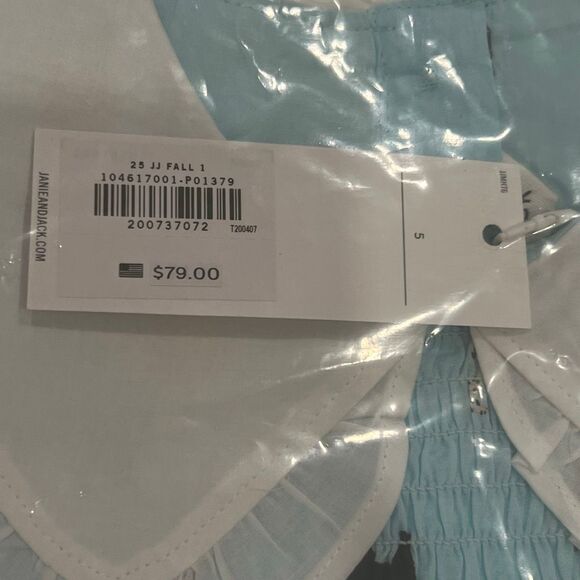 25 JJ FALL 1
104617001-P01379
200737072
T200407
$79.00
JANIEANDJACK.COM
5